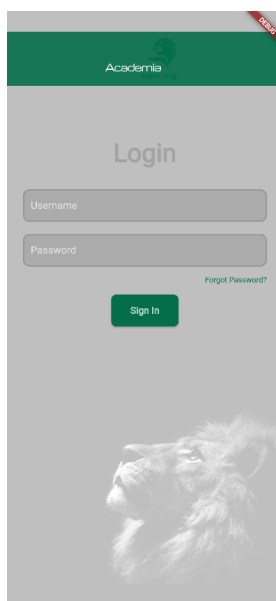 DEBUG
Academia
Login
Username
Password
Forgot Password?
Sign In